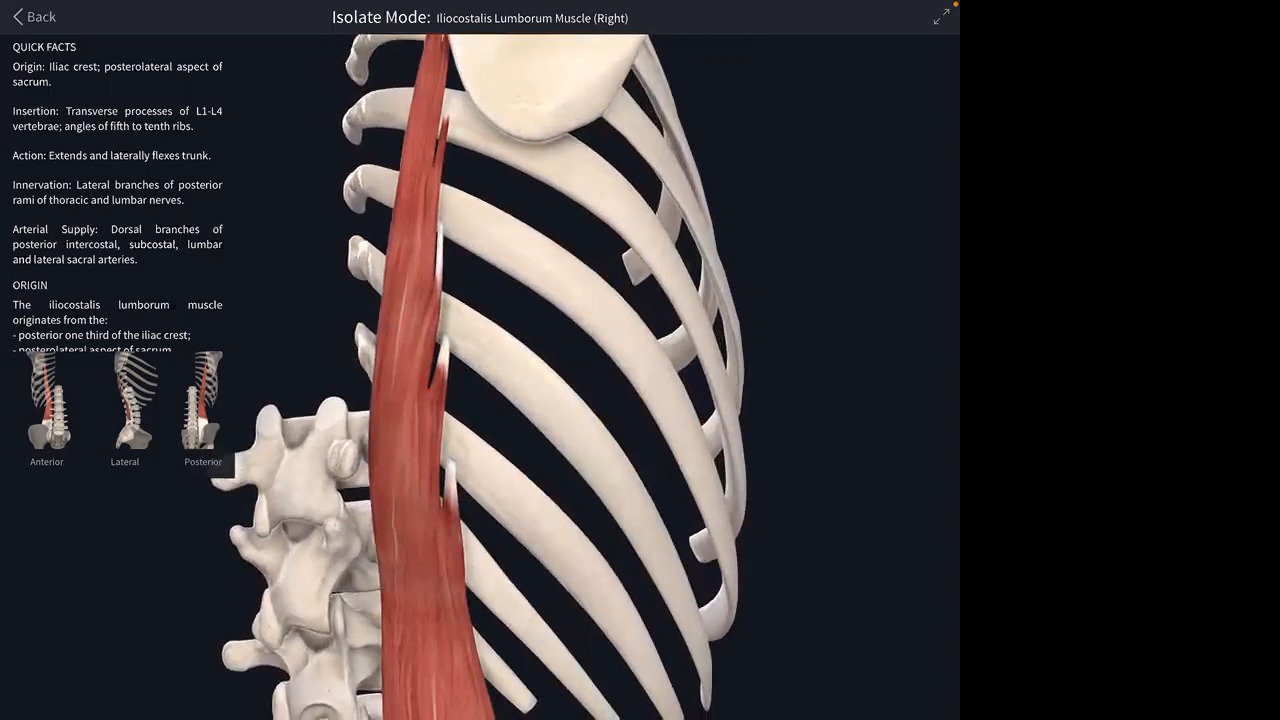 Back
Isolate Mode: Iliocostalis Lumborum Muscle (Right)
QUICK FACTS
Origin: Iliac crest; posterolateral aspect of
sacrum.
Insertion: Transverse processes of L1-L4
vertebrae; angles of fifth to tenth ribs.
Action: Extends and laterally flexes trunk.
Innervation: Lateral branches of posterior
rami of thoracic and lumbar nerves.
Arterial Supply: Dorsal branches of
posterior intercostal, subcostal, lumbar
and lateral sacral arteries.
ORIGIN
The iliocostalis lumborum muscle
originates from the:
- posterior one third of the iliac crest;
- posterolateral aspect of sacrum
Anterior
Lateral
Posterior